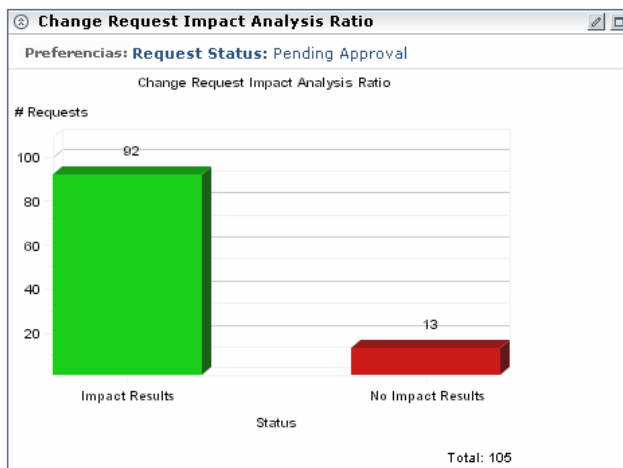 Change Request Impact Analysis Ratio
Preferencias: Request Status: Pending Approval
Change Request Impact Analysis Ratio
# Requests
92
100
80
60
40
13
20
Impact Results No Impact Results
Status
Total: 105